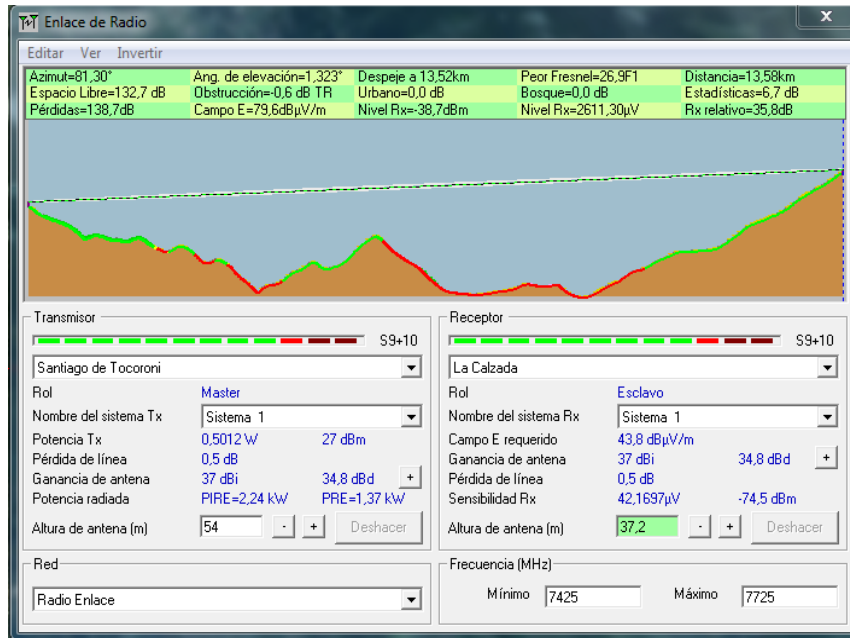 Enlace de Radio
X
Editar Ver Invertir
Azimut=81,30° Ang. de elevación=1,323° Despeje a 13,52km Peor Fresnel=26,9F1 Distancia=13,58km
Espacio Libre=132,7 dB Obstrucción=-0,6 dB TR Urbano=0,0 dB Bosque=0,0 dB Estadísticas=6,7 dB
Pérdidas=138,7dB Campo E=79,6dBµV/m Nivel Rx=-38,7dBm Nivel Rx=2611,30µV Rx relativo=35,8dB
Transmisor
S9+10
Santiago de Tocoroni
Rol Master
Nombre del sistema Tx Sistema 1
Potencia Tx 0,5012 W 27 dBm
Pérdida de línea 0,5 dB
Ganancia de antena 37 dBi 34,8 dBd +
Potencia radiada PIRE=2,24 kW PRE=1,37 kW
Altura de antena (m) 54 - + Deshacer
Receptor
S9+10
La Calzada
Rol Esclavo
Nombre del sistema Rx Sistema 1
Campo E requerido 43,8 dBµV/m
Ganancia de antena 37 dBi 34,8 dBd +
Pérdida de línea 0,5 dB
Sensibilidad Rx 42,1697µV -74,5 dBm
Altura de antena (m) 37,2 - + Deshacer
Red
Radio Enlace
Frecuencia (MHz)
Mínimo 7425 Máximo 7725